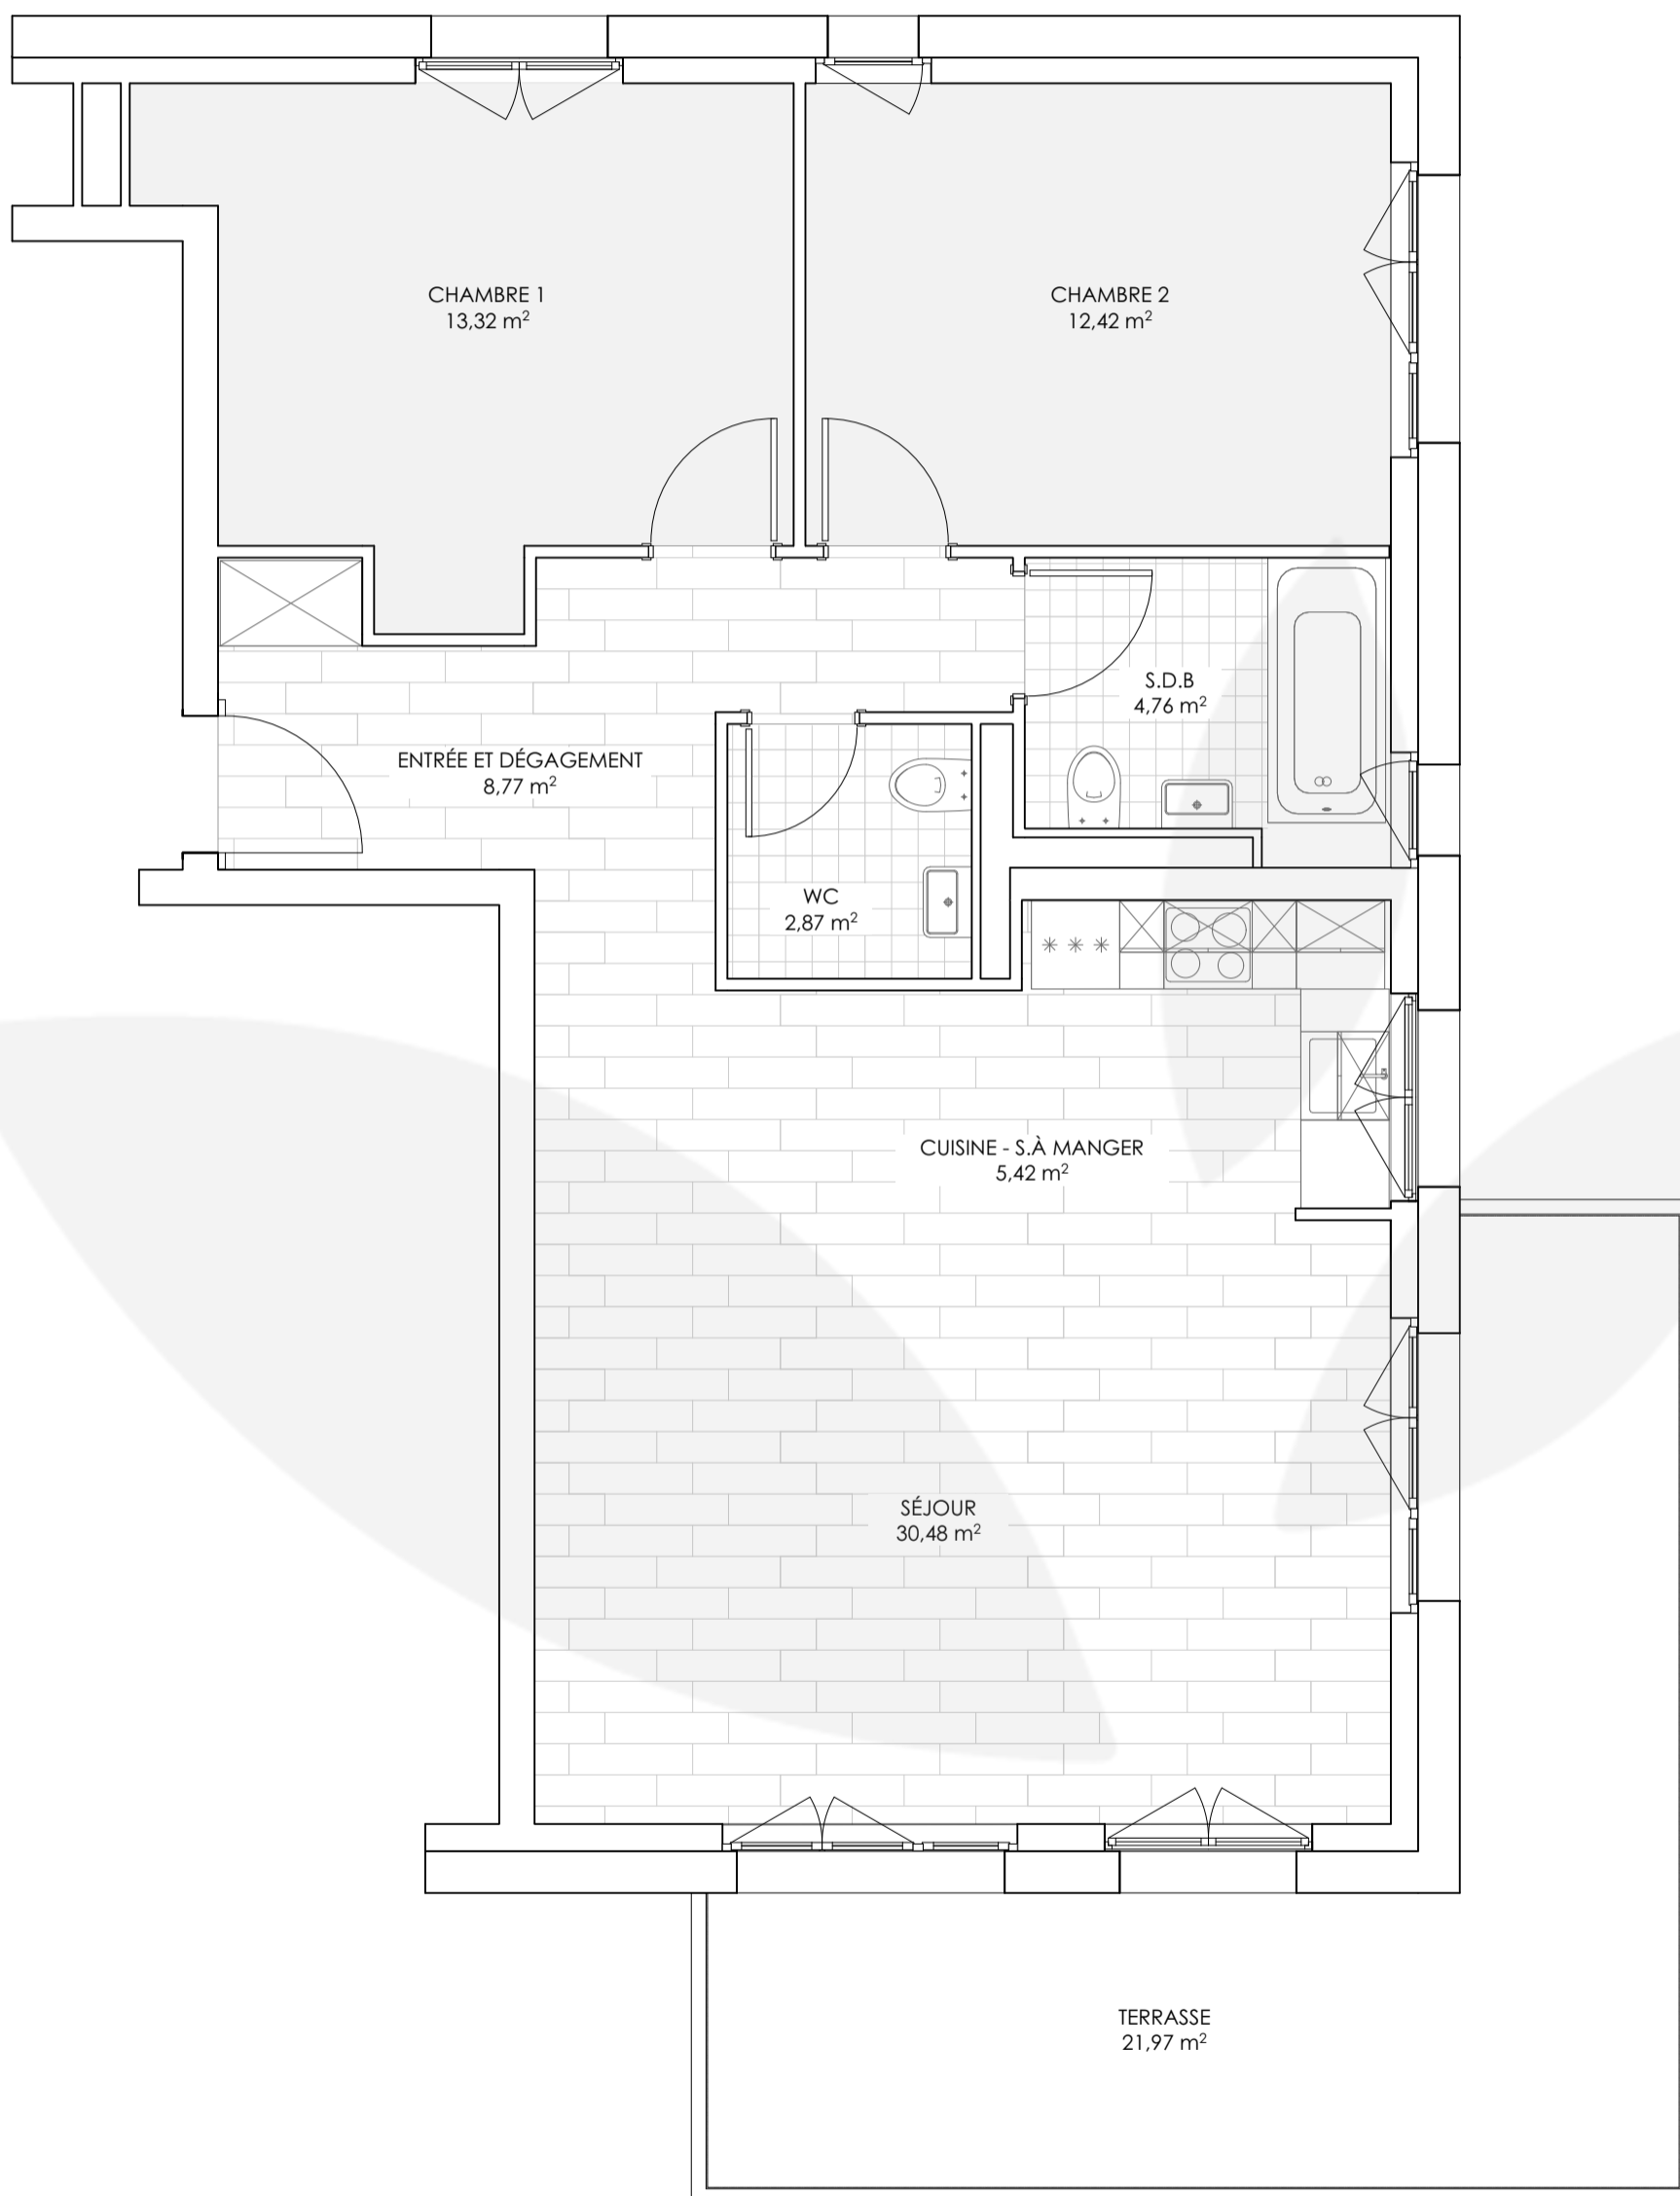 CHAMBRE 1
13,32 m²
CHAMBRE 2
12,42 m²
S.D.B
4,76 m²
ENTRÉE ET DÉGAGEMENT
8,77 m²
WC
2,87 m²
CUISINE - S.À MANGER
5,42 m²
SÉJOUR
30,48 m²
TERRASSE
21,97 m²